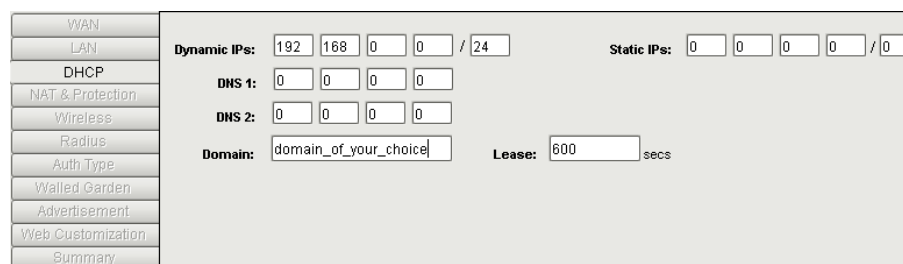 WAN
LAN
DHCP
NAT & Protection
Wireless
Radius
Auth Type
Walled Garden
Advertisement
Web Customization
Summary
Dynamic IPs: 192 168 0 0 / 24 Static IPs: 0 0 0 0 / 0
DNS 1: 0 0 0 0
DNS 2: 0 0 0 0
Domain: domain_of_your_choice Lease: 600 secs